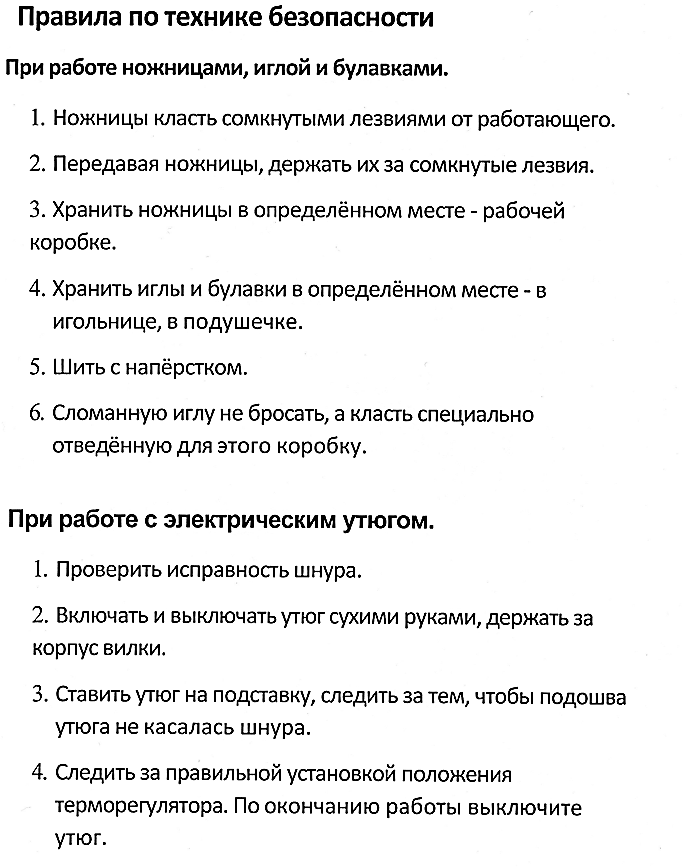 Правила по технике безопасности
При работе ножницами, иглой и булавками.
1. Ножницы класть сомкнутыми лезвиями от работающего.
2. Передавая ножницы, держать их за сомкнутые лезвия.
3. Хранить ножницы в определённом месте - рабочей
коробке.
4. Хранить иглы и булавки в определённом месте - в
игольнице, в подушечке.
5. Шить с напёрстком.
6. Сломанную иглу не бросать, а класть специально
отведённую для этого коробку.
При работе с электрическим утюгом.
1. Проверить исправность шнура.
2. Включать и выключать утюг сухими руками, держать за
корпус вилки.
3. Ставить утюг на подставку, следить за тем, чтобы подошва
утюга не касалась шнура.
4. Следить за правильной установкой положения
терморегулятора. По окончанию работы выключите
утюг.